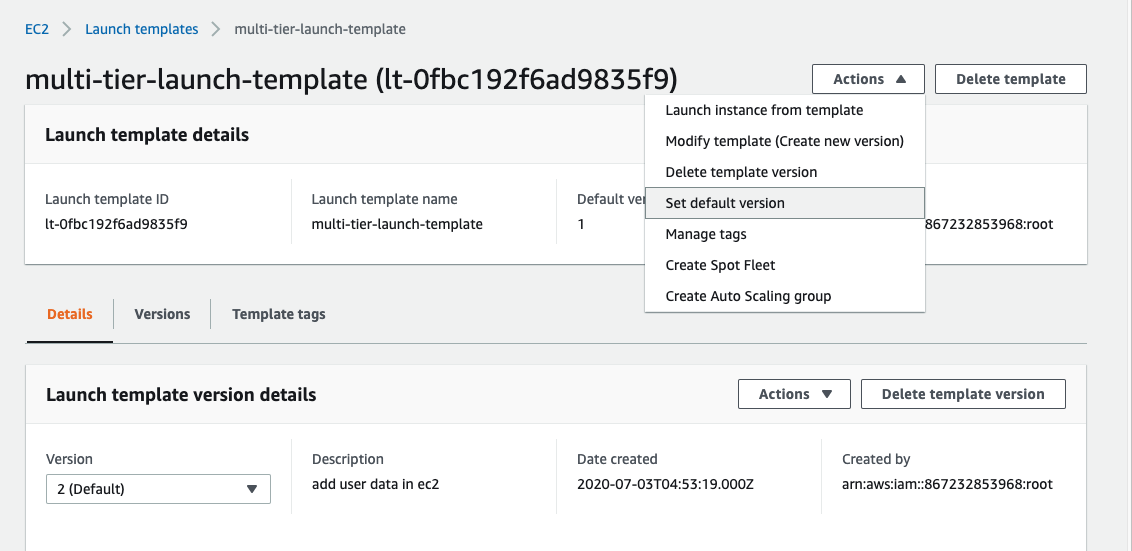 EC2 > Launch templates > multi-tier-launch-template
multi-tier-launch-template (lt-0fbc192f6ad9835f9)
Actions
Delete template
Launch instance from template
Modify template (Create new version)
Delete template version
Set default version
Manage tags
Create Spot Fleet
Create Auto Scaling group
Launch template details
Launch template ID
lt-0fbc192f6ad9835f9
Launch template name
multi-tier-launch-template
Default
1
867232853968:root
Details
Versions
Template tags
Launch template version details
Actions
Delete template version
Version
2 (Default)
Description
add user data in ec2
Date created
2020-07-03T04:53:19.000Z
Created by
arn:aws:iam::867232853968:root